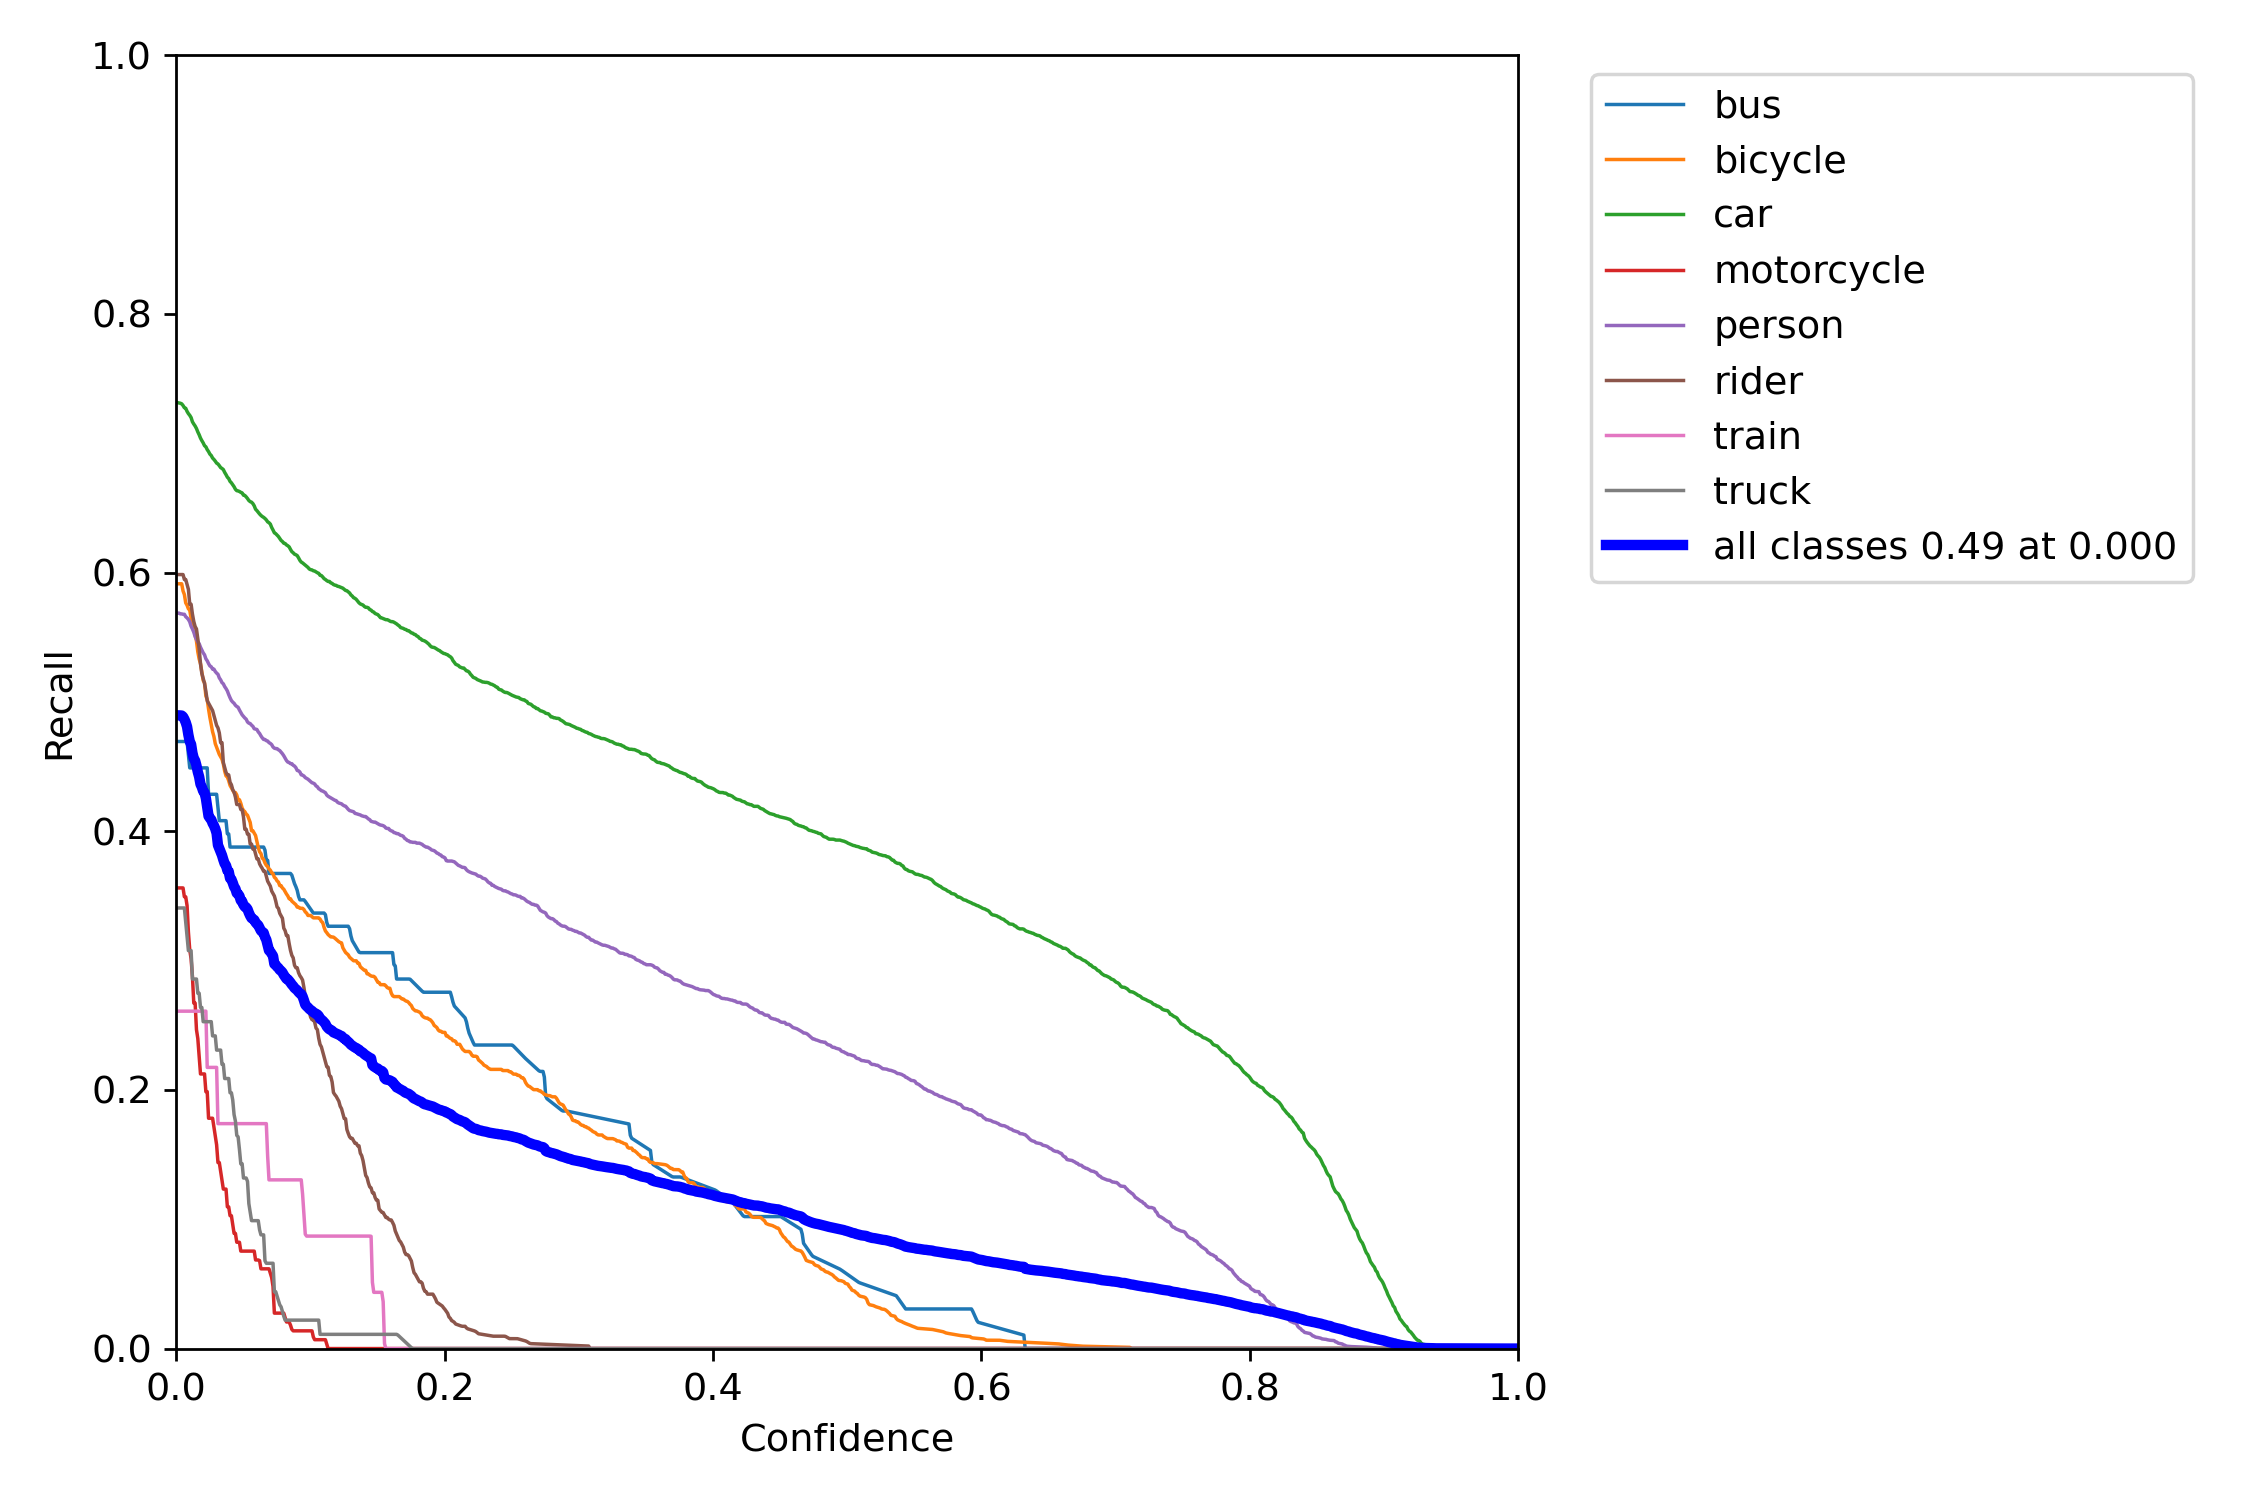 1.0
0.8
0.6
0.4
0.2
0.0
Recall
0.0 0.2 0.4 0.6 0.8 1.0
Confidence
bus
bicycle
car
motorcycle
person
rider
train
truck
all classes 0.49 at 0.000